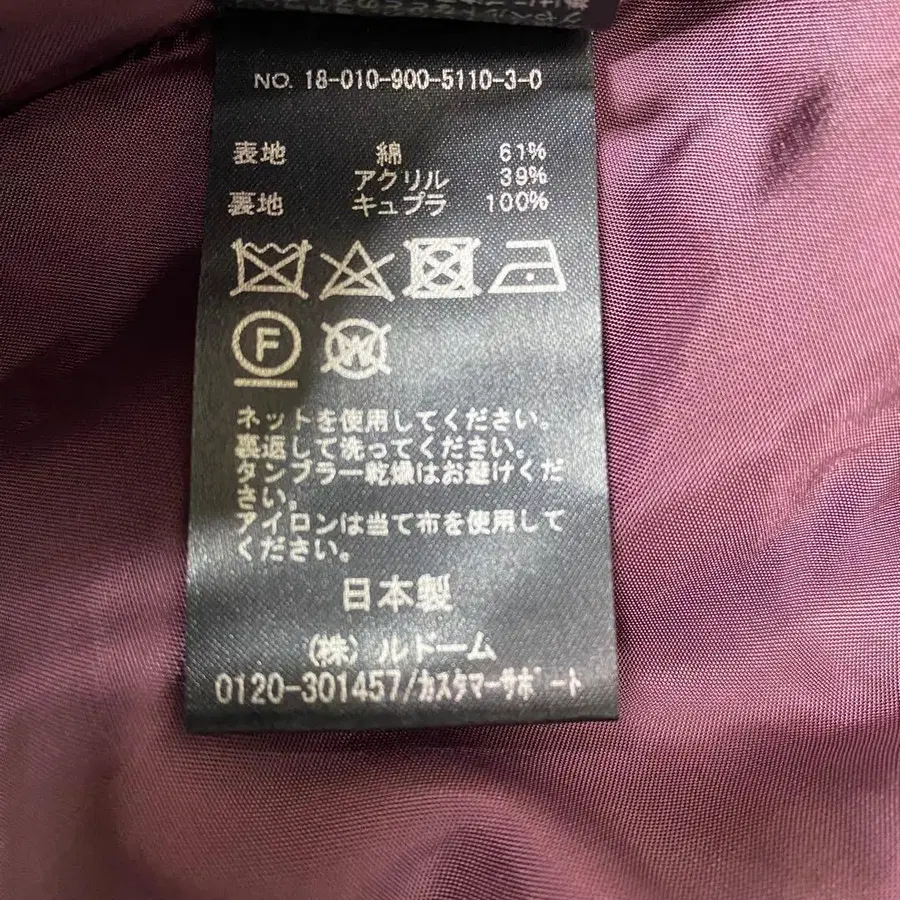 NO. 18-010-900-5110-3-0
表地 綿 61%
アクリル 39%
裏地 キュプラ 100%
F
W
ネットを使用してください。
裏返して洗ってください。
タンブラー乾燥はお避けくだ
さい。
アイロンは当て布を使用して
ください。
日本製
(株)ルドーム
0120-301457/ｶｽﾀﾏｰｻﾎﾟｰﾄ